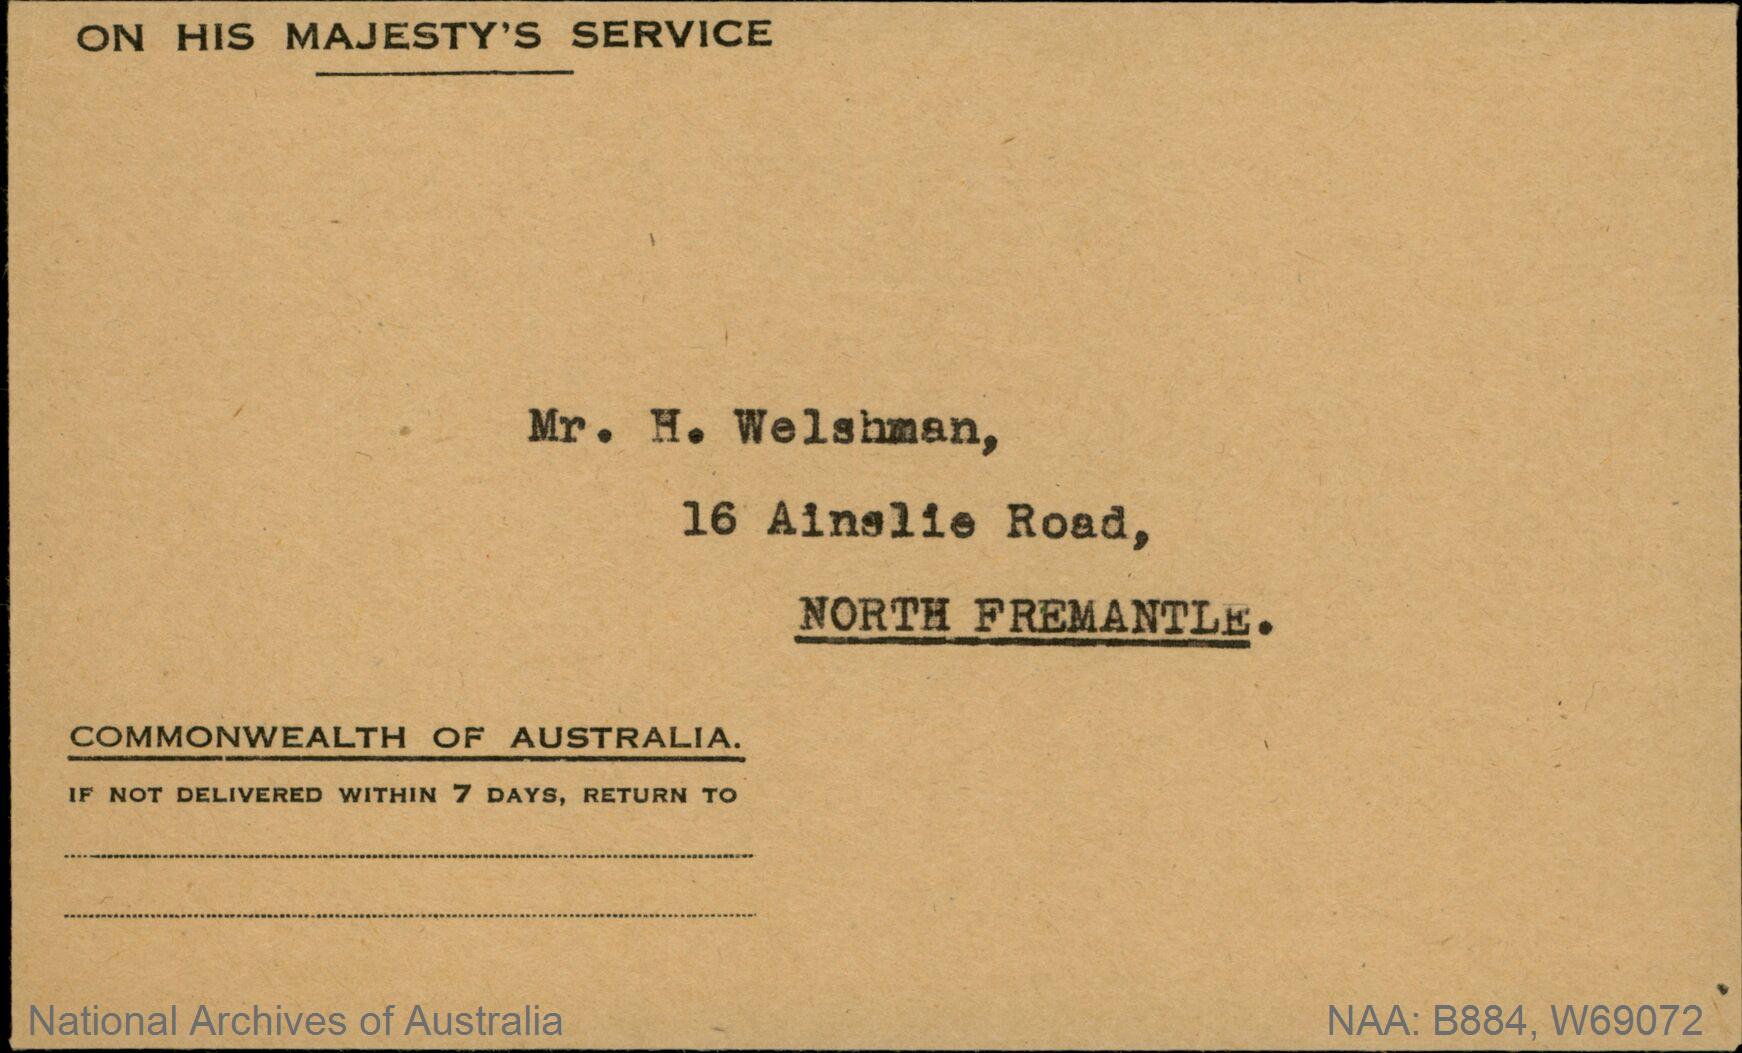 ON HIS MAJESTY'S SERVICE
Mr. H. Welshman,
16 Ainslie Road,
NORTH FREMANTLE.
COMMONWEALTH OF AUSTRALIA.
IF NOT DELIVERED WITHIN 7 DAYS, RETURN TO
National Archives of Australia
NAA: B884, W69072